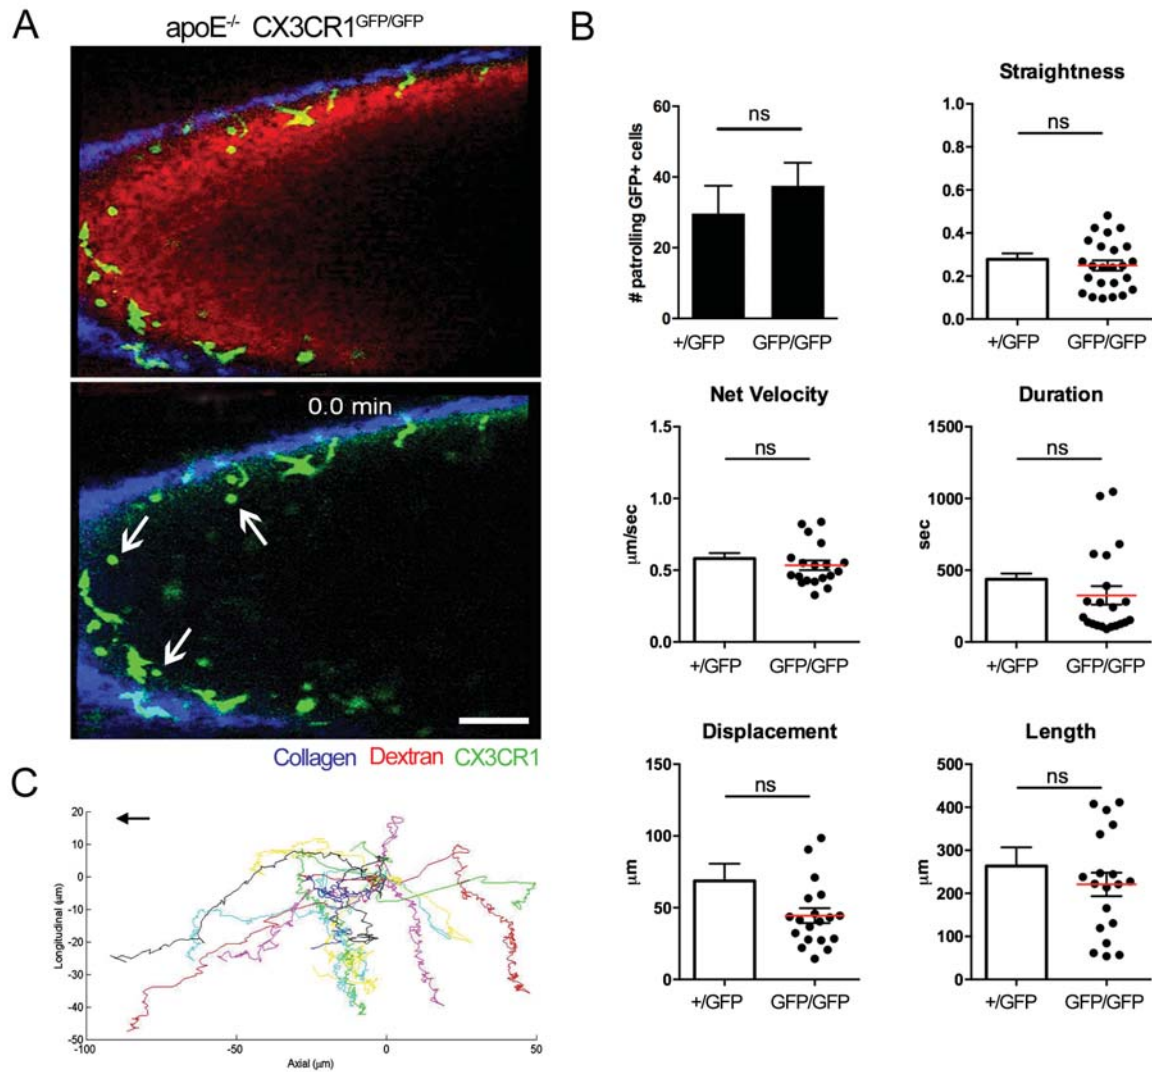 A
apoE-/- CX3CR1GFP/GFP
0.0 min
Collagen Dextran CX3CR1
B
# patrolling GFP+ cells
60
40
20
0
ns
+/GFP
GFP/GFP
Straightness
1.0
0.8
0.6
0.4
0.2
0.0
ns
+/GFP
GFP/GFP
Net Velocity
μm/sec
1.5
1.0
0.5
0.0
ns
+/GFP
GFP/GFP
Duration
sec
1500
1000
500
0
ns
+/GFP
GFP/GFP
Displacement
μm
150
100
50
0
ns
+/GFP
GFP/GFP
Length
μm
500
400
300
200
100
0
ns
+/GFP
GFP/GFP
C
Longitudinal (μm)
20
10
0
-10
-20
-30
-40
-50
-100
-50
0
50
Axial (μm)